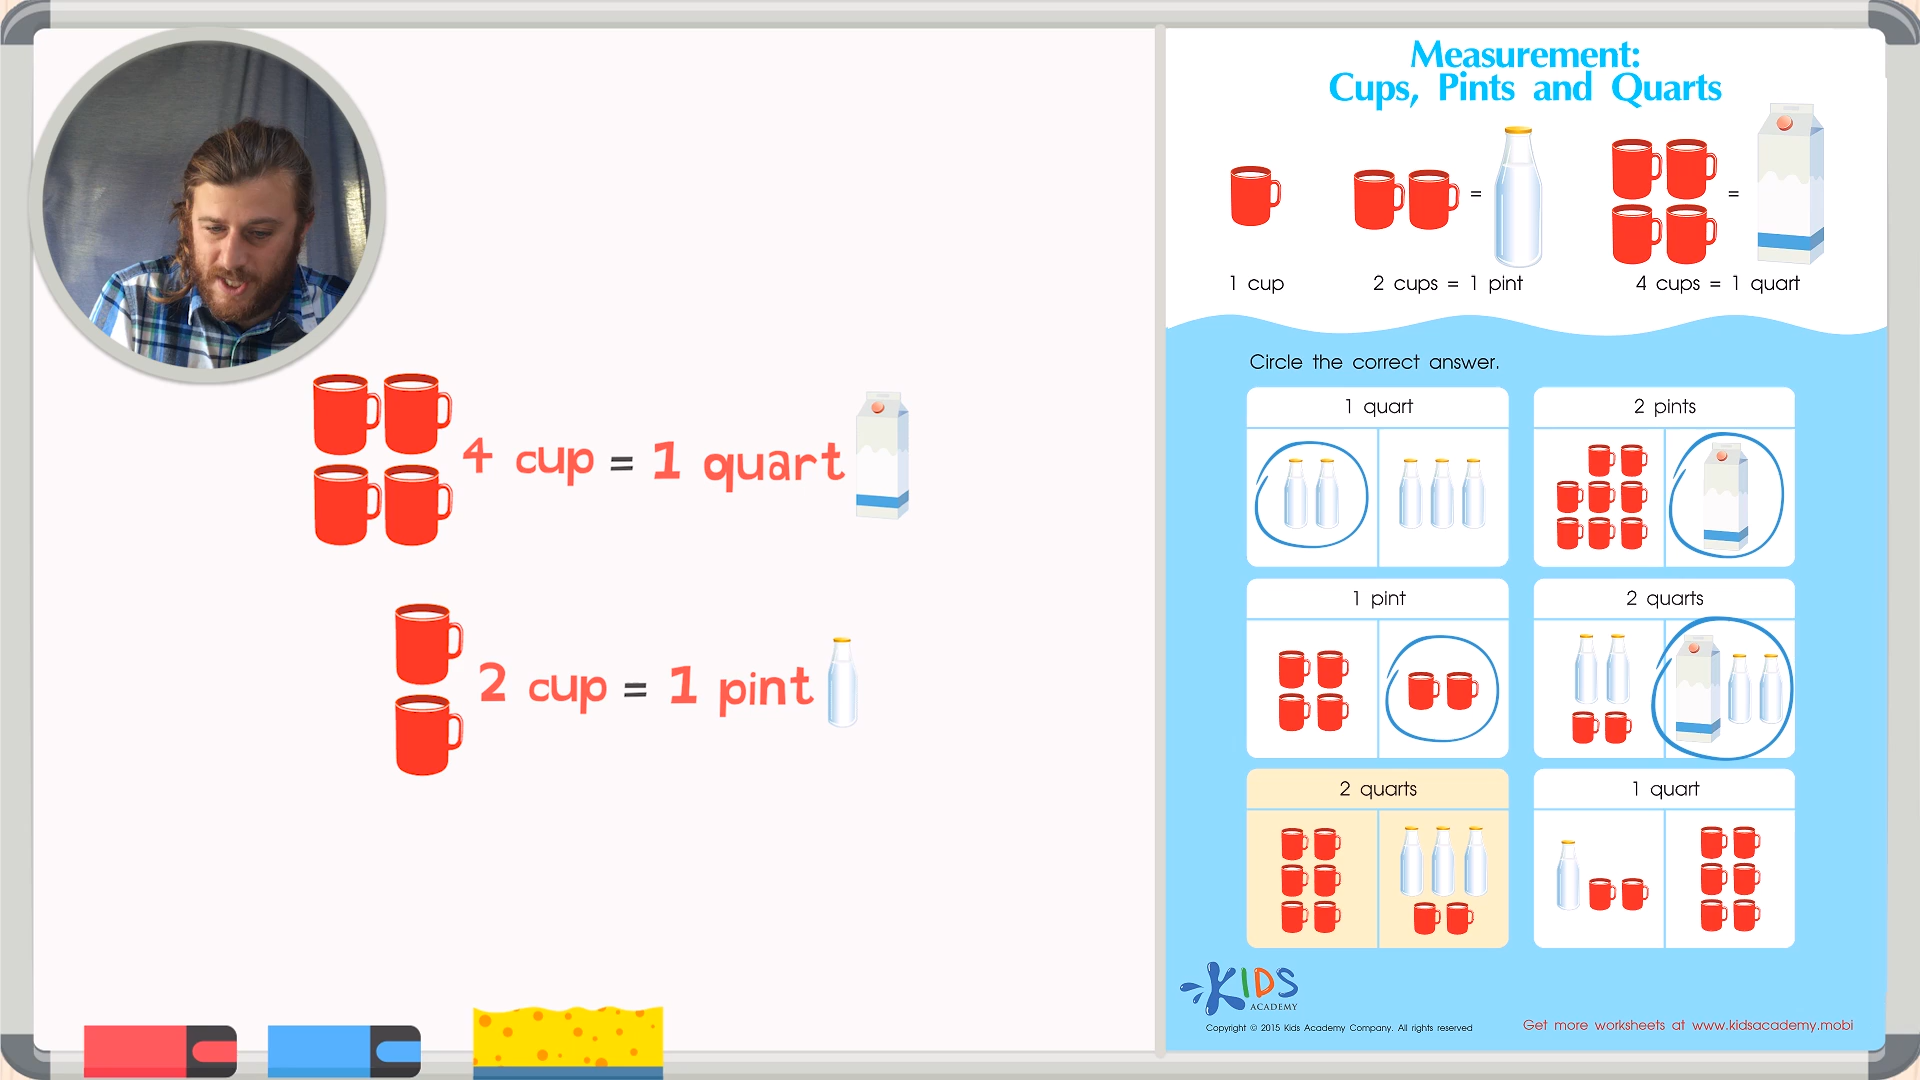 4 cup = 1 quart
2 cup = 1 pint
Measurement:
Cups, Pints and Quarts
=
=
1 cup
2 cups = 1 pint
4 cups = 1 quart
Circle the correct answer.
1 quart
2 pints
1 pint
2 quarts
2 quarts
1 quart
KIDS
ACADEMY
Copyright © 2015 Kids Academy Company. All rights reserved
Get more worksheets at www.kidsacademy.mobi